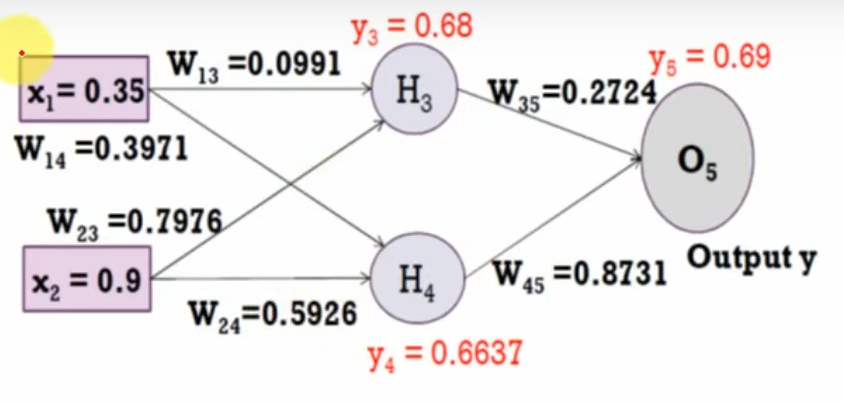 y₃ = 0.68
W₁₃ =0.0991
y₅ = 0.69
x₁= 0.35
H₃
W₃₅=0.2724
W₁₄ =0.3971
O₅
W₂₃ =0.7976
Output y
x₂ = 0.9
H₄
W₄₅ =0.8731
W₂₄=0.5926
y₄ = 0.6637